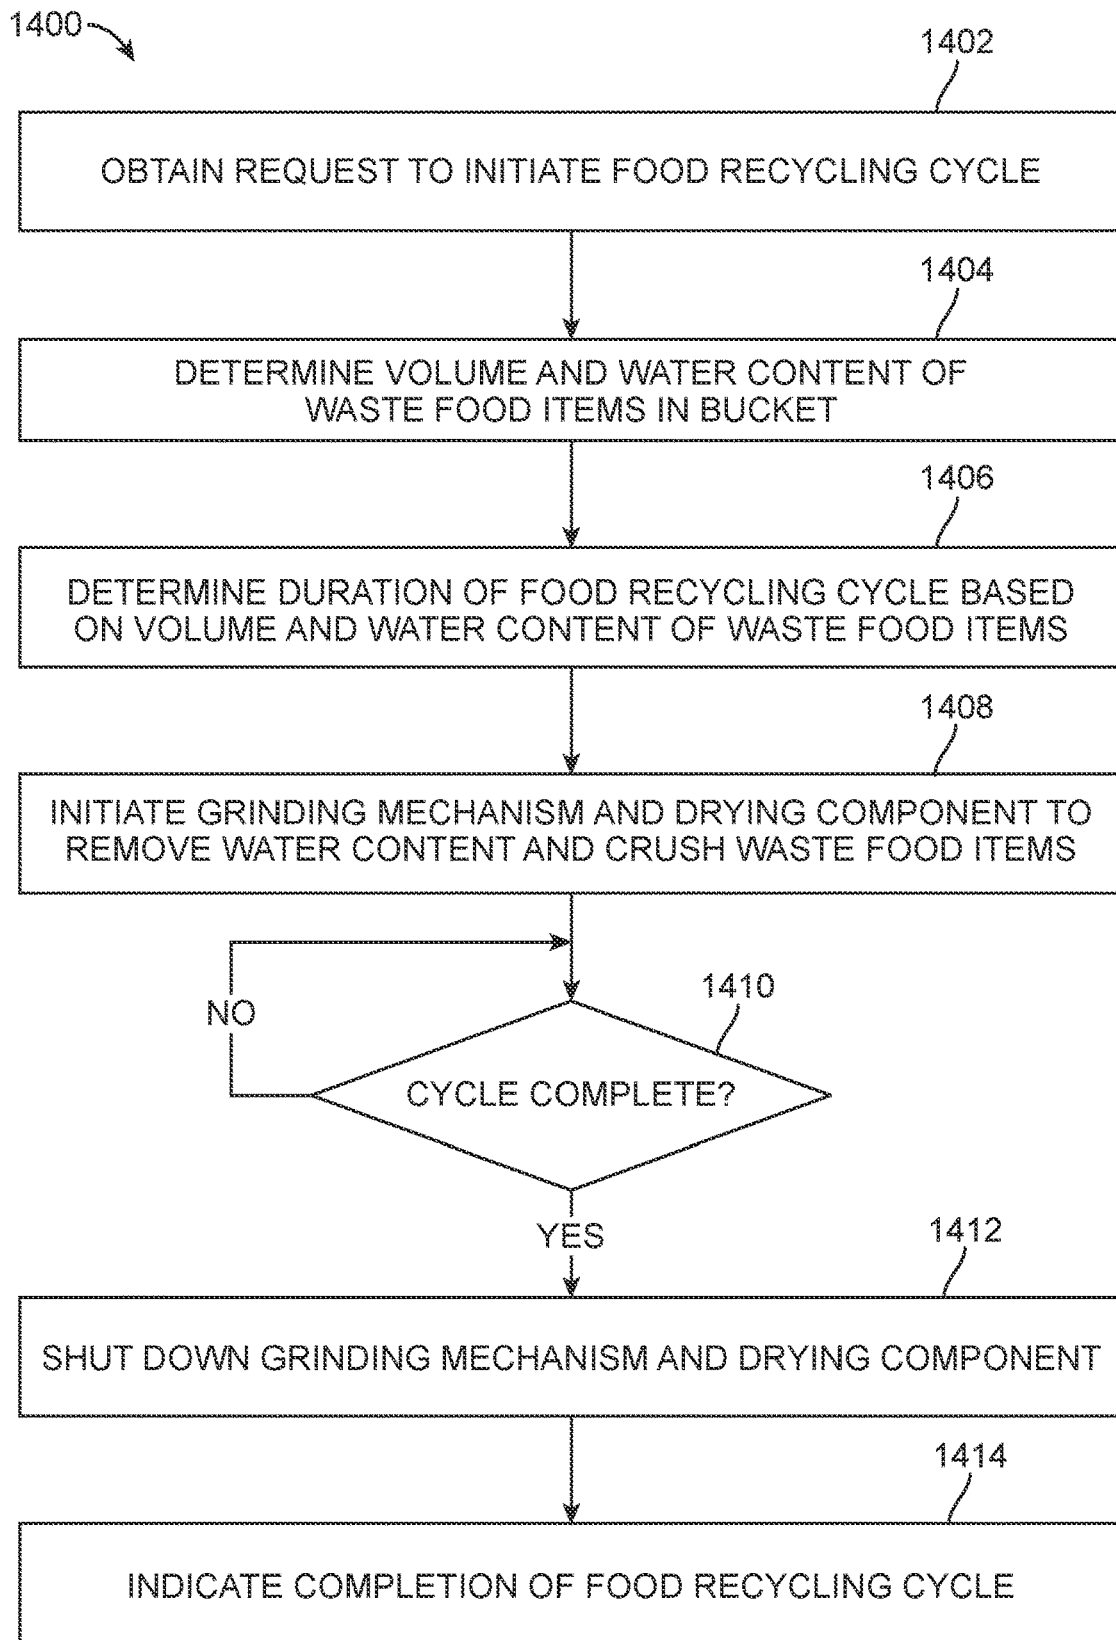 1400
1402
OBTAIN REQUEST TO INITIATE FOOD RECYCLING CYCLE
1404
DETERMINE VOLUME AND WATER CONTENT OF
WASTE FOOD ITEMS IN BUCKET
1406
DETERMINE DURATION OF FOOD RECYCLING CYCLE BASED
ON VOLUME AND WATER CONTENT OF WASTE FOOD ITEMS
1408
INITIATE GRINDING MECHANISM AND DRYING COMPONENT TO
REMOVE WATER CONTENT AND CRUSH WASTE FOOD ITEMS
1410
NO
CYCLE COMPLETE?
YES
1412
SHUT DOWN GRINDING MECHANISM AND DRYING COMPONENT
1414
INDICATE COMPLETION OF FOOD RECYCLING CYCLE